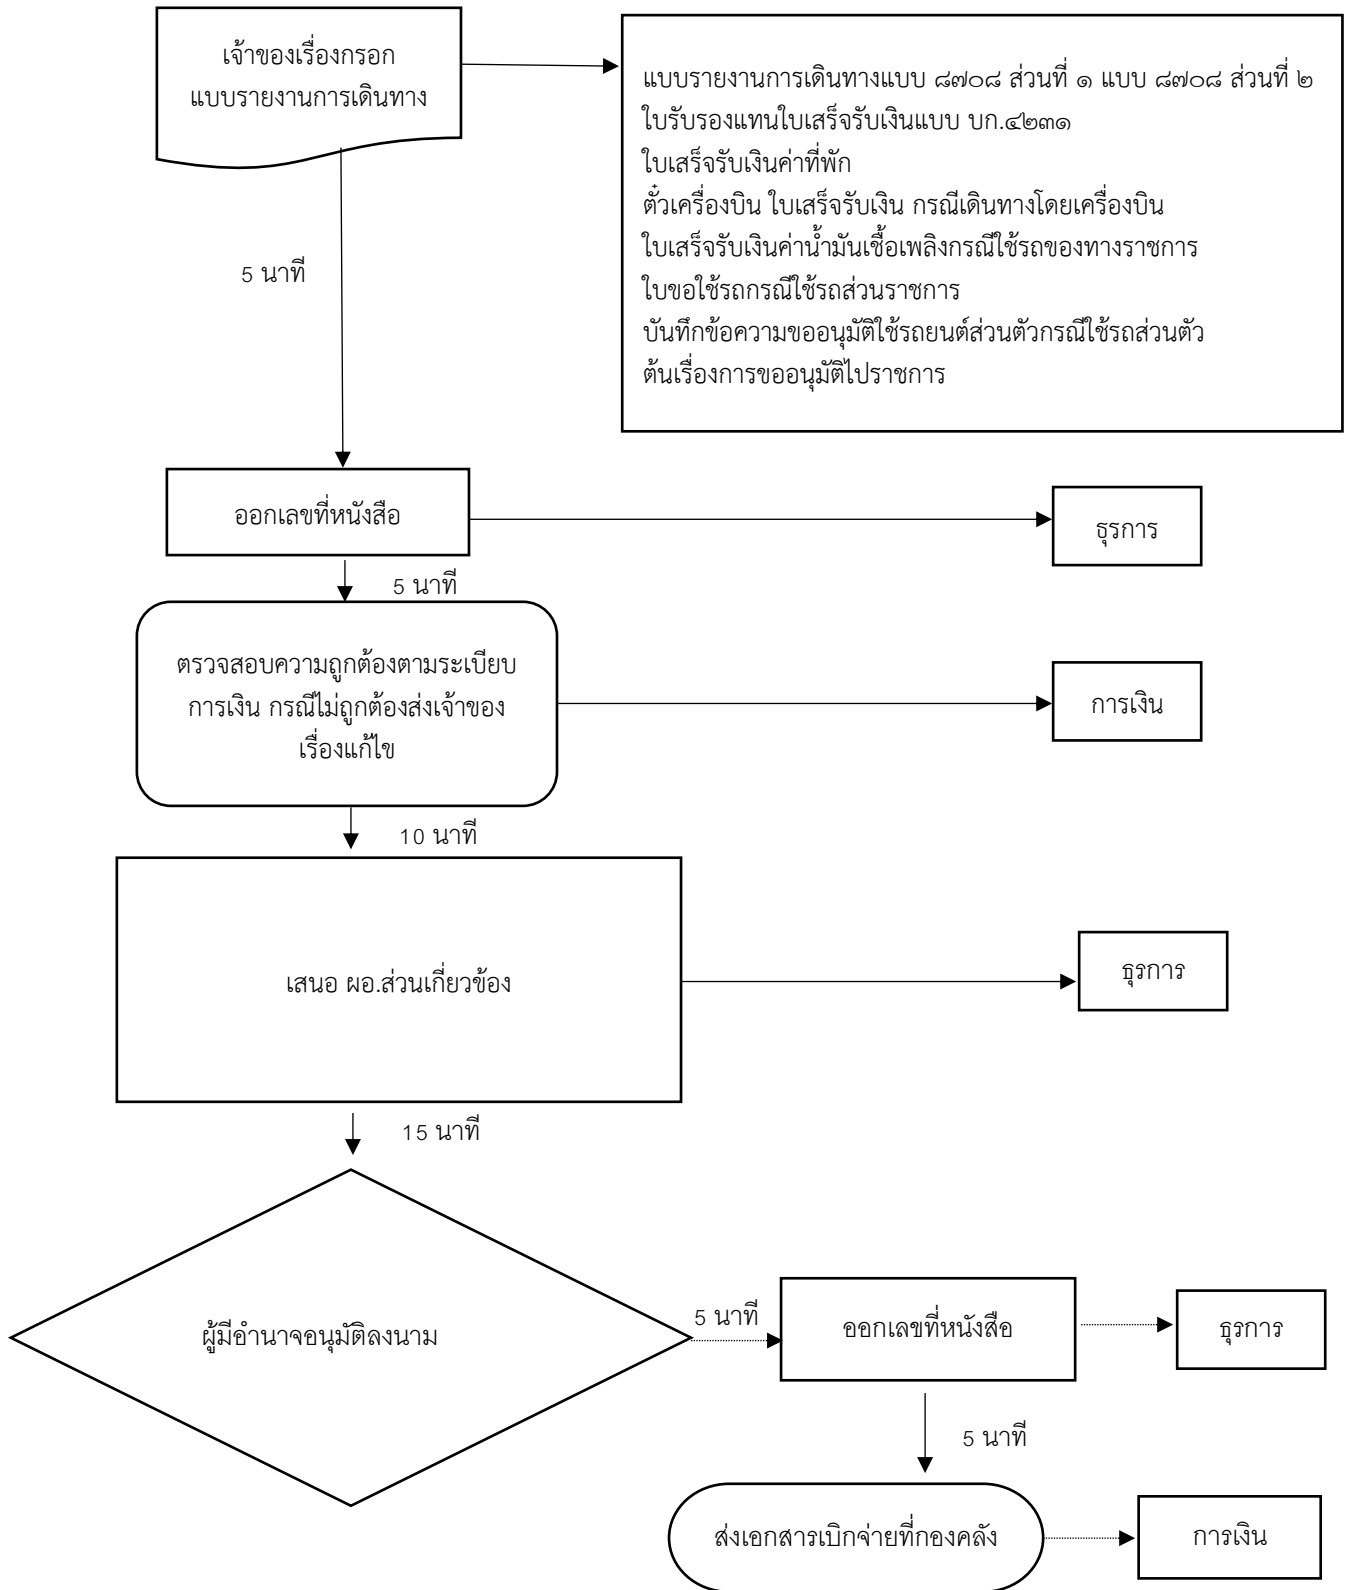 เจ้าของเรื่องกรอก
แบบรายงานการเดินทาง
แบบรายงานการเดินทางแบบ ๘๗๐๘ ส่วนที่ ๑ แบบ ๘๗๐๘ ส่วนที่ ๒
ใบรับรองแทนใบเสร็จรับเงินแบบ บก.๔๒๓๑
ใบเสร็จรับเงินค่าที่พัก
ตั๋วเครื่องบิน ใบเสร็จรับเงิน กรณีเดินทางโดยเครื่องบิน
ใบเสร็จรับเงินค่าน้ำมันเชื้อเพลิงกรณีใช้รถของทางราชการ
ใบขอใช้รถกรณีใช้รถส่วนราชการ
บันทึกข้อความขออนุมัติใช้รถยนต์ส่วนตัวกรณีใช้รถส่วนตัว
ต้นเรื่องการขออนุมัติไปราชการ
5 นาที
ออกเลขที่หนังสือ
ธุรการ
5 นาที
ตรวจสอบความถูกต้องตามระเบียบ
การเงิน กรณีไม่ถูกต้องส่งเจ้าของ
เรื่องแก้ไข
การเงิน
10 นาที
เสนอ ผอ.ส่วนเกี่ยวข้อง
ธุรการ
15 นาที
ผู้มีอำนาจอนุมัติลงนาม
5 นาที
ออกเลขที่หนังสือ
ธุรการ
5 นาที
ส่งเอกสารเบิกจ่ายที่กองคลัง
การเงิน